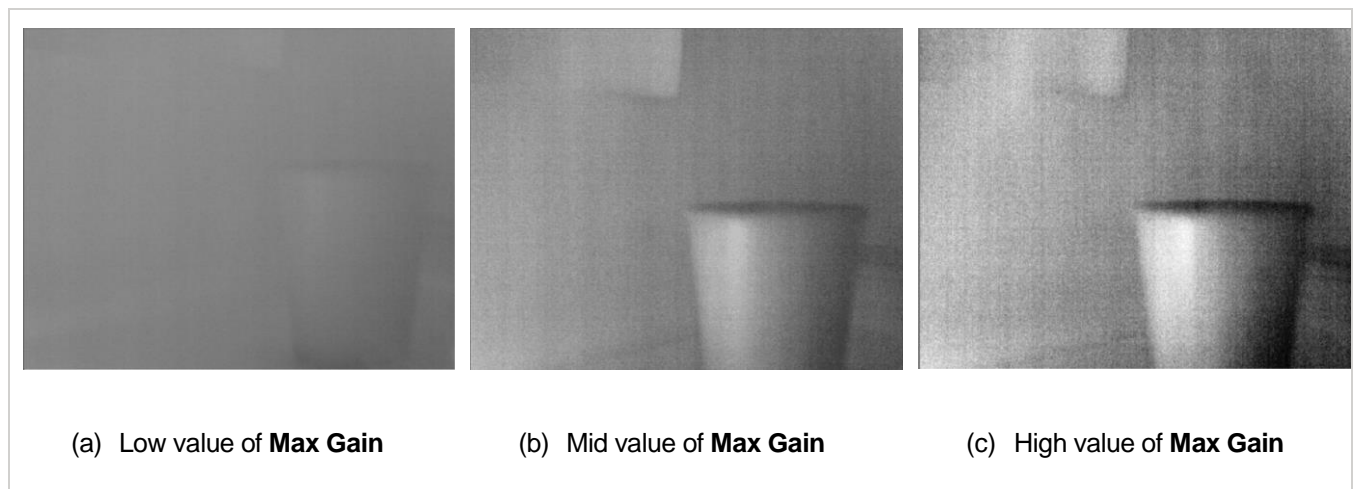 (a) Low value of Max Gain
(b) Mid value of Max Gain
(c) High value of Max Gain